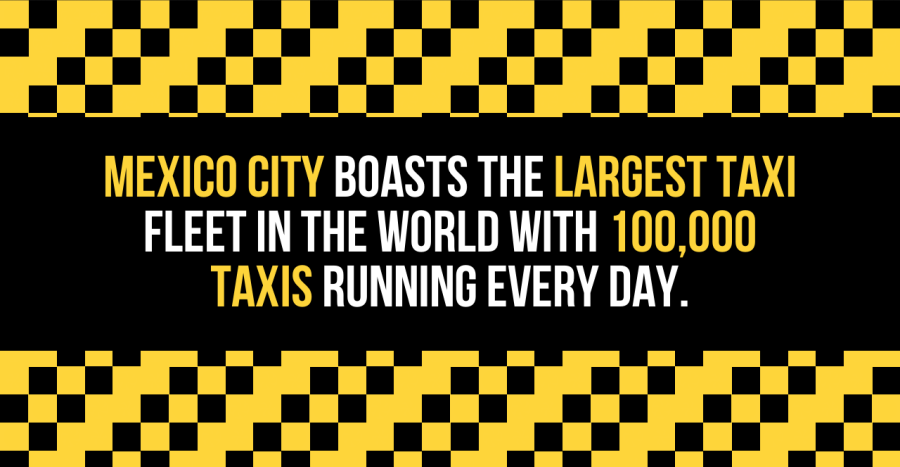 MEXICO CITY BOASTS THE LARGEST TAXI
FLEET IN THE WORLD WITH 100,000
TAXIS RUNNING EVERY DAY.